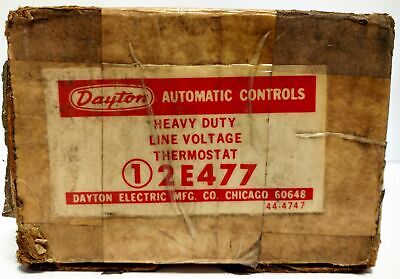 Dayton AUTOMATIC CONTROLS
HEAVY DUTY
LINE VOLTAGE
THERMOSTAT
① 2E477
DAYTON ELECTRIC MFG. CO. CHICAGO 60648
44-4747